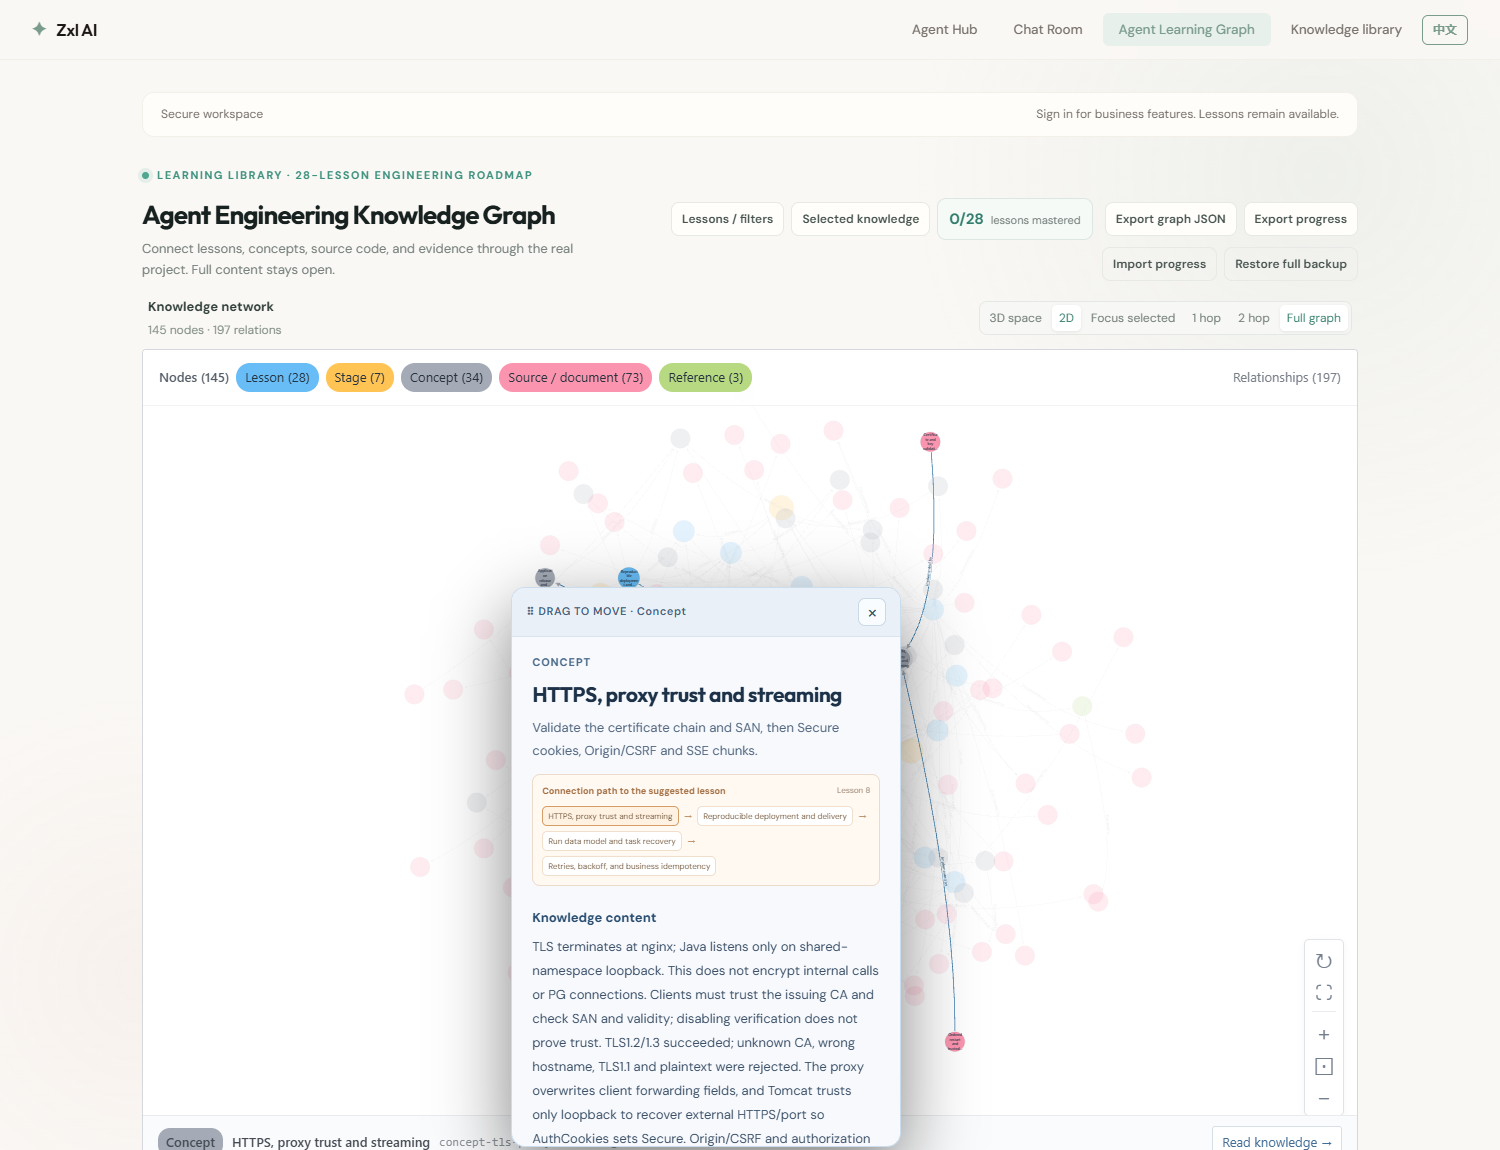 Zxl AI
Agent Hub
Chat Room
Agent Learning Graph
Knowledge library
中文
Secure workspace
Sign in for business features. Lessons remain available.
LEARNING LIBRARY · 28-LESSON ENGINEERING ROADMAP
Agent Engineering Knowledge Graph
Connect lessons, concepts, source code, and evidence through the real
project. Full content stays open.
Lessons / filters
Selected knowledge
0/28 lessons mastered
Export graph JSON
Export progress
Import progress
Restore full backup
Knowledge network
145 nodes · 197 relations
3D space
2D
Focus selected
1 hop
2 hop
Full graph
Nodes (145)
Lesson (28)
Stage (7)
Concept (34)
Source / document (73)
Reference (3)
Relationships (197)
DRAG TO MOVE · Concept
×
CONCEPT
HTTPS, proxy trust and streaming
Validate the certificate chain and SAN, then Secure
cookies, Origin/CSRF and SSE chunks.
Connection path to the suggested lesson
Lesson 8
HTTPS, proxy trust and streaming → Reproducible deployment and delivery →
Run data model and task recovery →
Retries, backoff, and business idempotency
Knowledge content
TLS terminates at nginx; Java listens only on shared-
namespace loopback. This does not encrypt internal calls
or PG connections. Clients must trust the issuing CA and
check SAN and validity; disabling verification does not
prove trust. TLS1.2/1.3 succeeded; unknown CA, wrong
hostname, TLS1.1 and plaintext were rejected. The proxy
overwrites client forwarding fields, and Tomcat trusts
only loopback to recover external HTTPS/port so
AuthCookies sets Secure. Origin/CSRF and authorization
Concept
HTTPS, proxy trust and streaming
concept-tls-
Read knowledge →